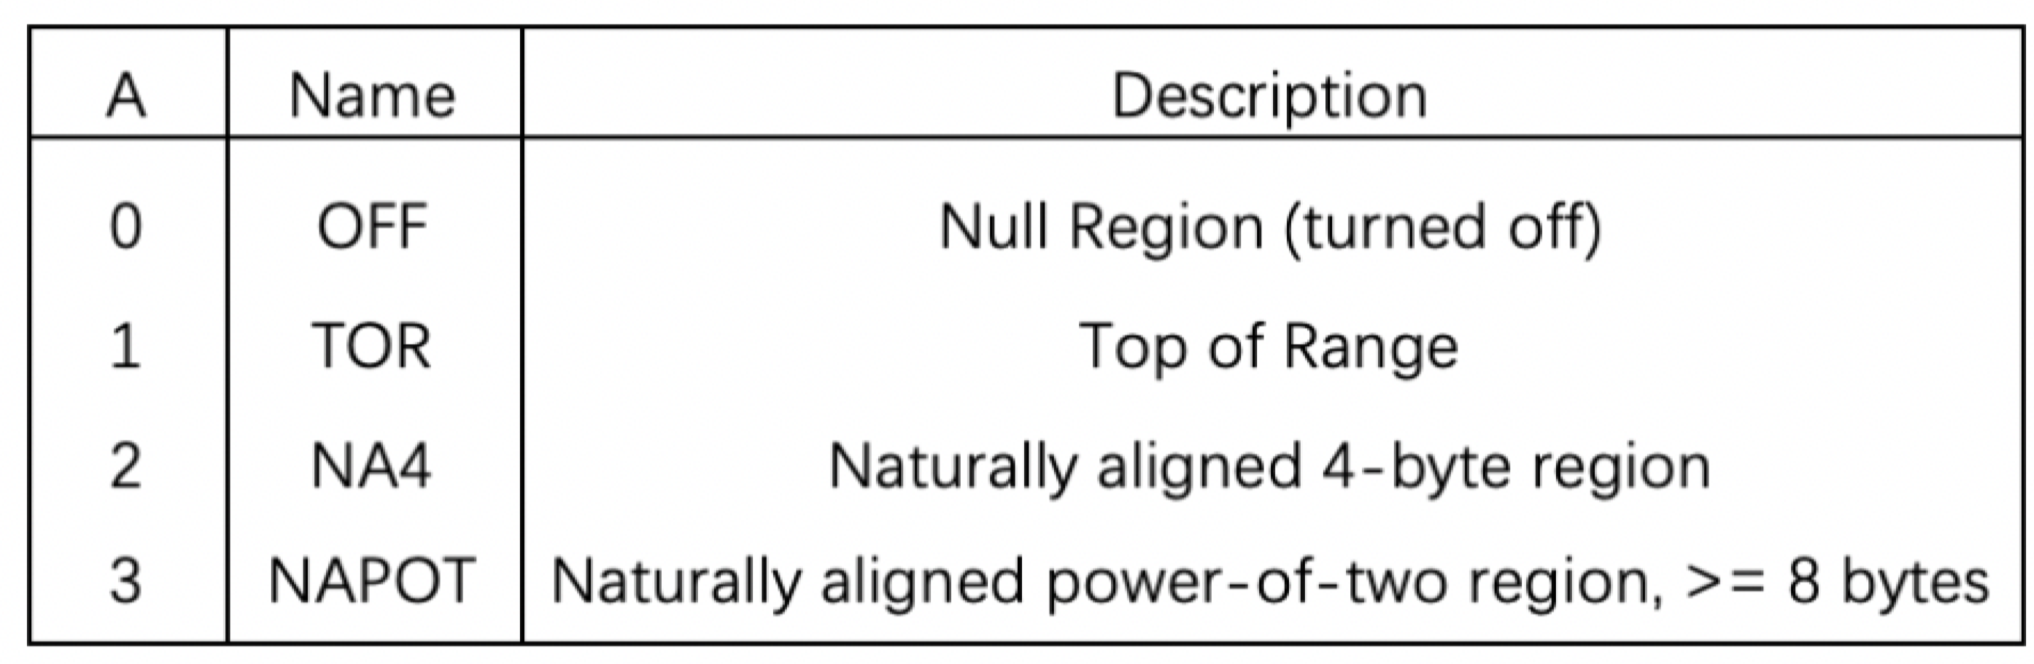 A Name Description
0 OFF Null Region (turned off)
1 TOR Top of Range
2 NA4 Naturally aligned 4-byte region
3 NAPOT Naturally aligned power-of-two region, >= 8 bytes